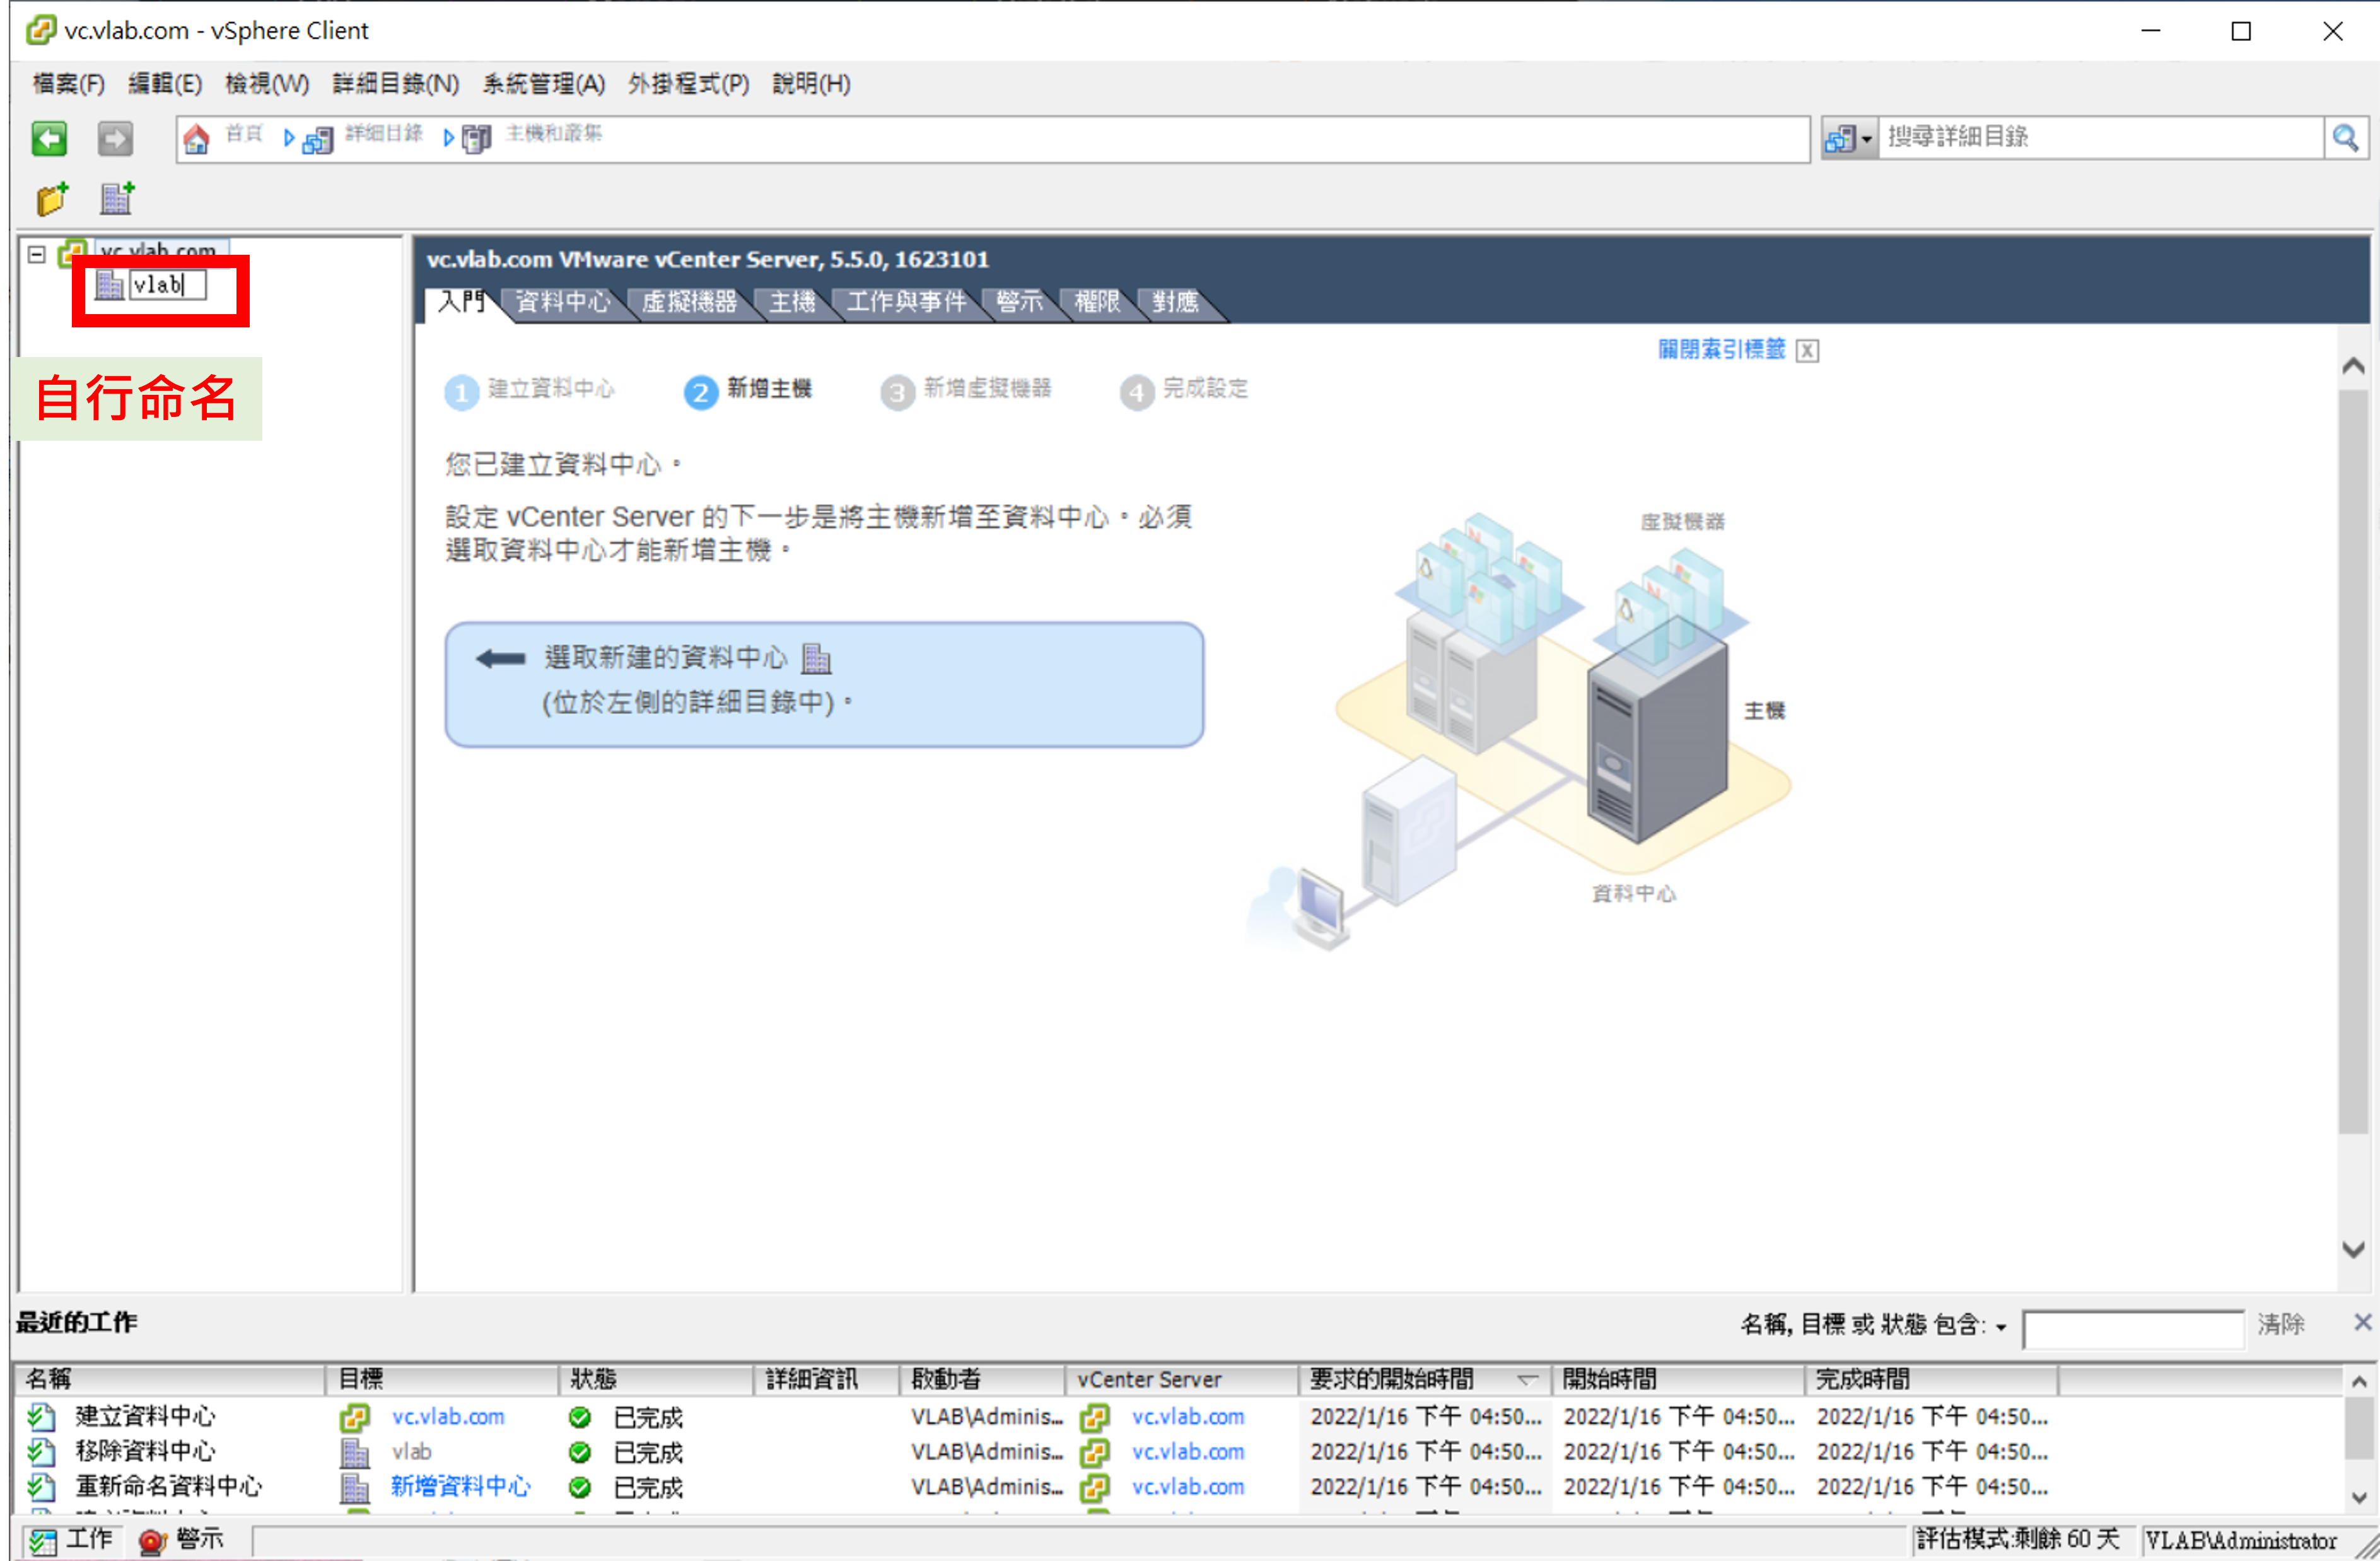 vc.vlab.com - vSphere Client
檔案(F) 編輯(E) 檢視(W) 詳細目錄(N) 系統管理(A) 外掛程式(P) 說明(H)
首頁 詳細目錄 主機和叢集
搜尋詳細目錄
vc.vlab.com
vlab
自行命名
vc.vlab.com VMware vCenter Server, 5.5.0, 1623101
入門 資料中心 虛擬機器 主機 工作與事件 警示 權限 對應
關閉索引標籤 X
1 建立資料中心 2 新增主機 3 新增虛擬機器 4 完成設定
您已建立資料中心。
設定 vCenter Server 的下一步是將主機新增至資料中心。必須
選取資料中心才能新增主機。
選取新建的資料中心
(位於左側的詳細目錄中)。
虛擬機器
主機
資料中心
最近的工作
名稱, 目標 或 狀態 包含: 清除
名稱 目標 狀態 詳細資訊 啟動者 vCenter Server 要求的開始時間 開始時間 完成時間
建立資料中心 vc.vlab.com 已完成 VLAB\Adminis... vc.vlab.com 2022/1/16 下午 04:50... 2022/1/16 下午 04:50... 2022/1/16 下午 04:50...
移除資料中心 vlab 已完成 VLAB\Adminis... vc.vlab.com 2022/1/16 下午 04:50... 2022/1/16 下午 04:50... 2022/1/16 下午 04:50...
重新命名資料中心 新增資料中心 已完成 VLAB\Adminis... vc.vlab.com 2022/1/16 下午 04:50... 2022/1/16 下午 04:50... 2022/1/16 下午 04:50...
工作 警示
評估模式:剩餘 60 天 VLAB\Administrator